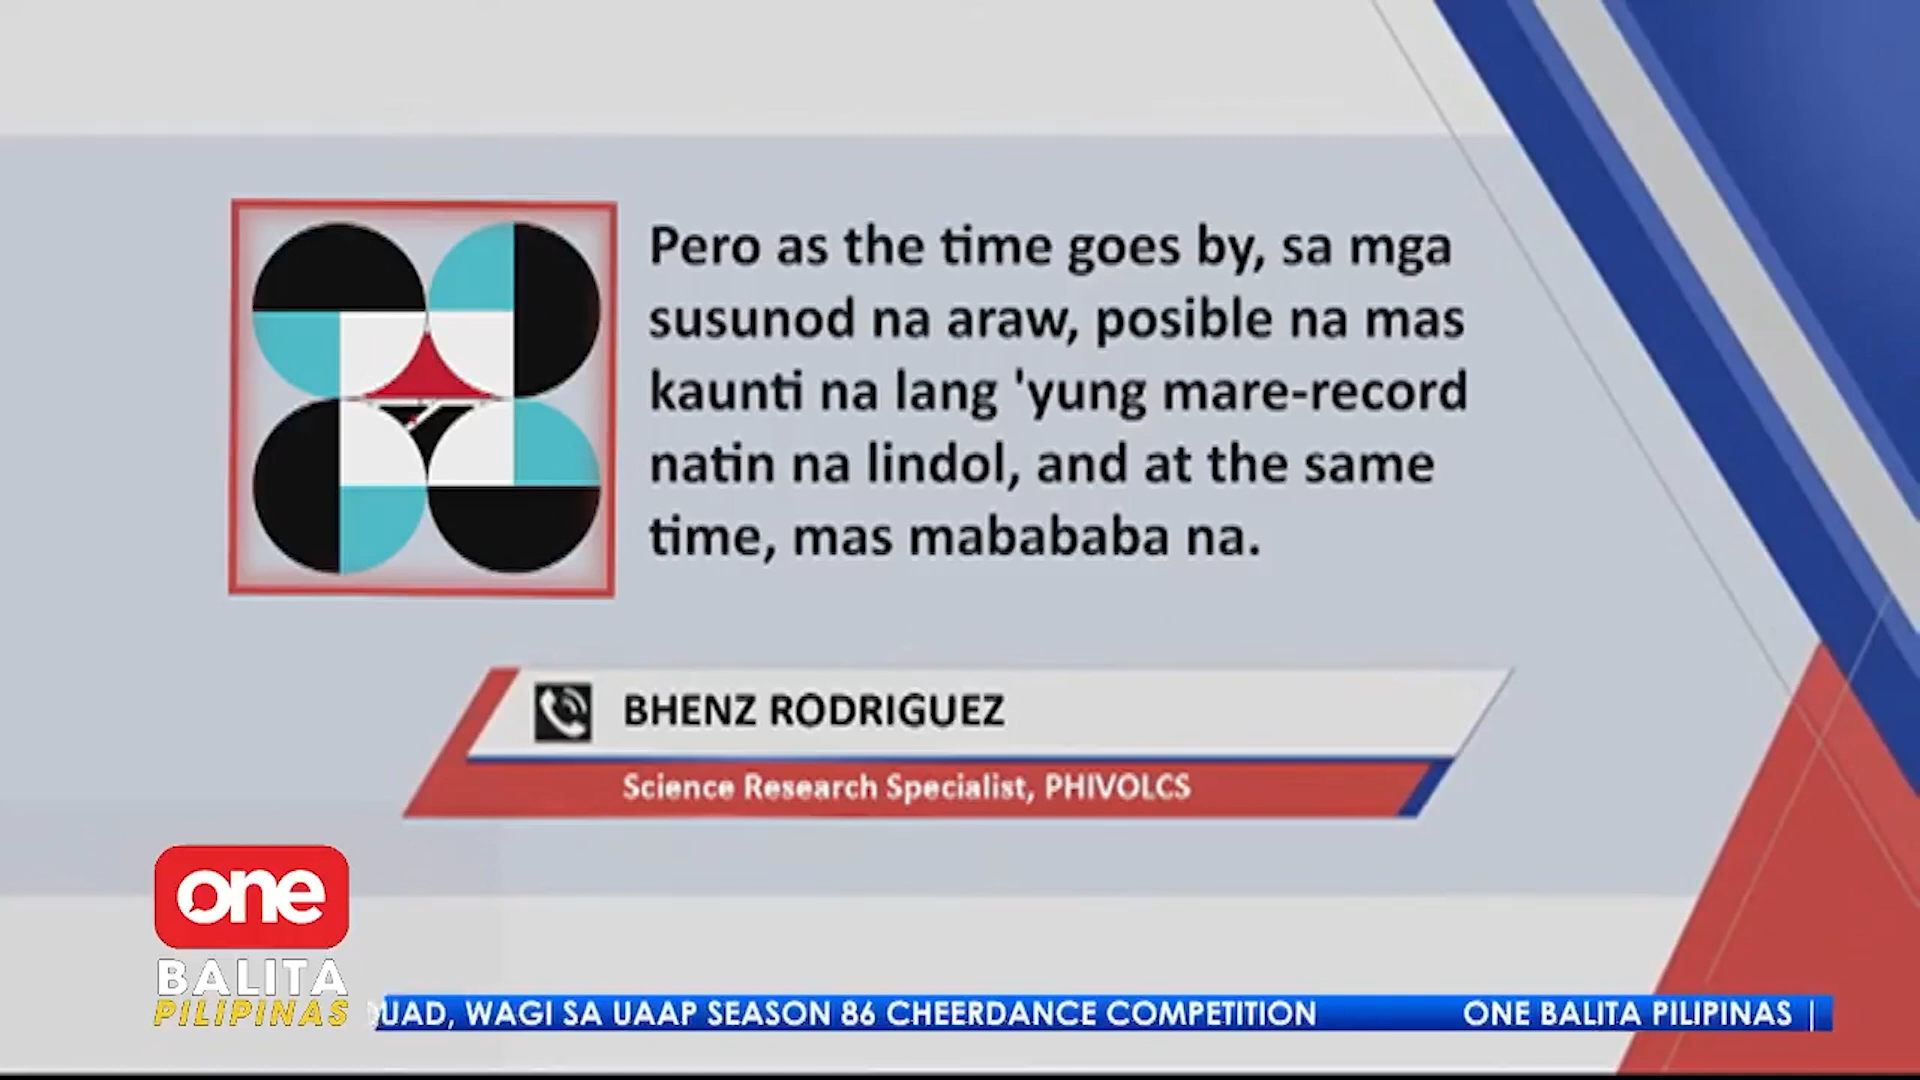 Pero as the time goes by, sa mga
susunod na araw, posible na mas
kaunti na lang 'yung mare-record
natin na lindol, and at the same
time, mas mabababa na.
BHENZ RODRIGUEZ
Science Research Specialist, PHIVOLCS
one
BALITA
PILIPINAS
WAGI SA UAAP SEASON 86 CHEERDANCE COMPETITION ONE BALITA PILIPINAS |